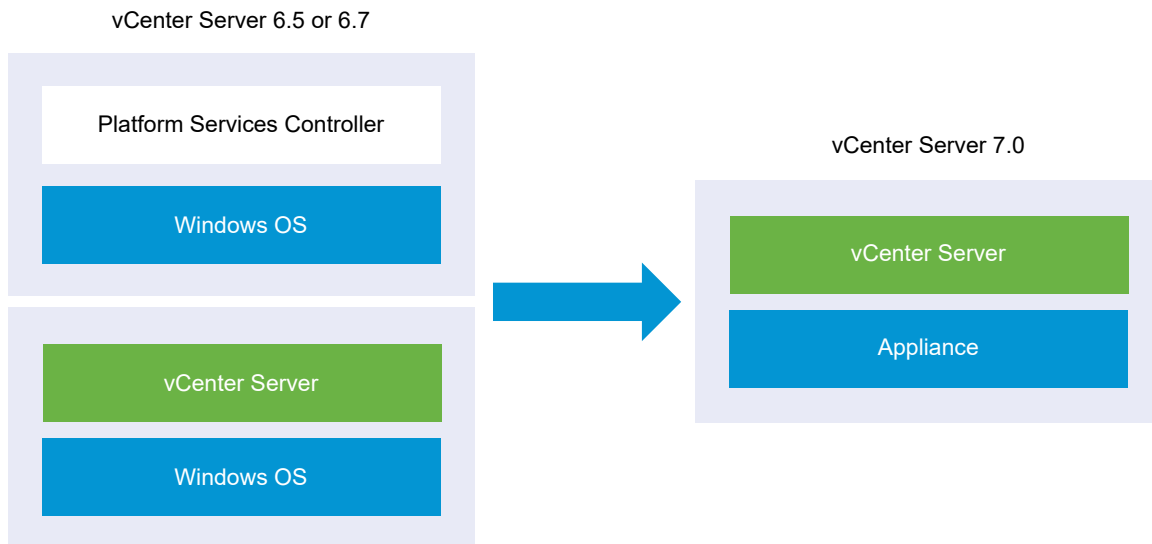 vCenter Server 6.5 or 6.7
Platform Services Controller
Windows OS
vCenter Server
Windows OS
vCenter Server 7.0
vCenter Server
Appliance